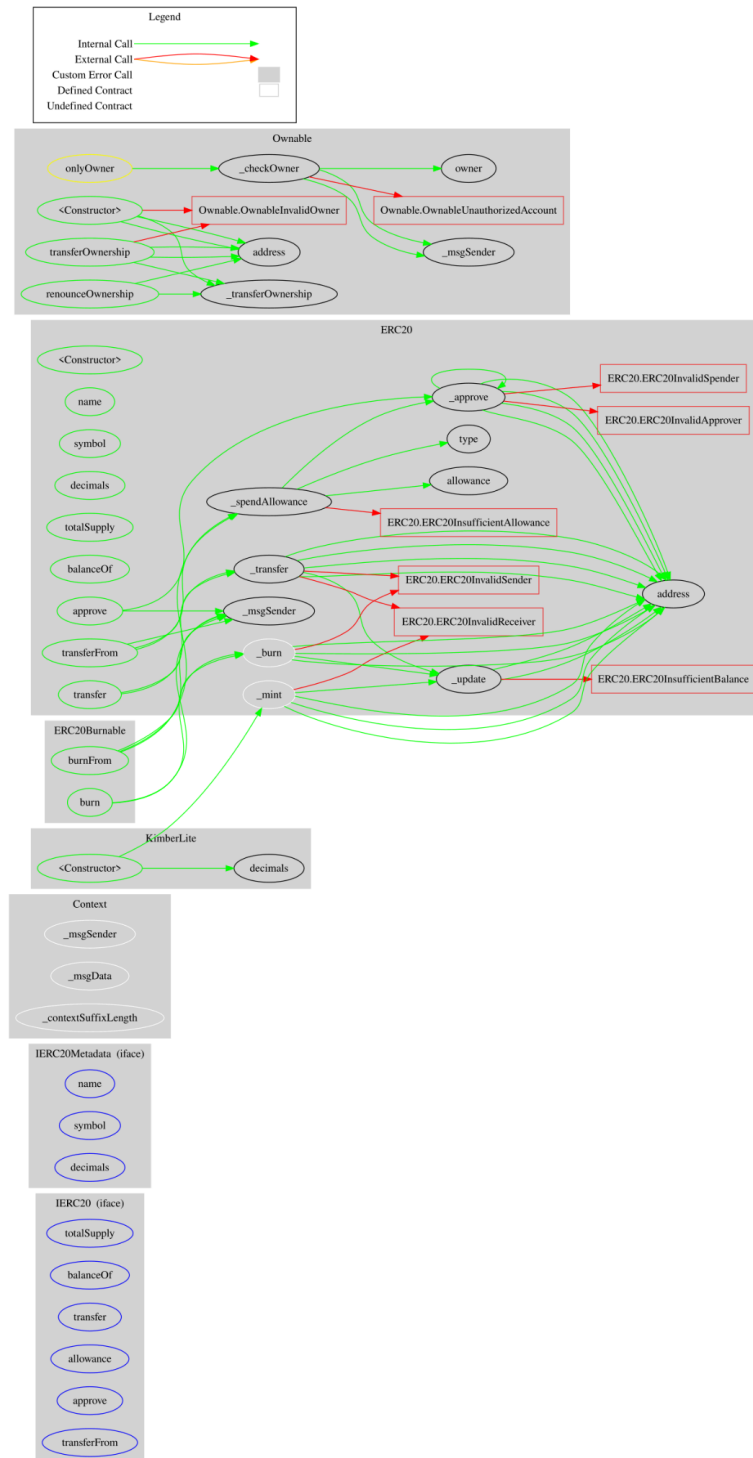 Legend
Internal Call
External Call
Custom Error Call
Defined Contract
Undefined Contract
Ownable
onlyOwner
_checkOwner
owner
<Constructor>
Ownable.OwnableInvalidOwner
Ownable.OwnableUnauthorizedAccount
transferOwnership
address
_msgSender
renounceOwnership
_transferOwnership
ERC20
<Constructor>
name
symbol
decimals
totalSupply
balanceOf
approve
transferFrom
transfer
_spendAllowance
_transfer
_msgSender
_burn
_mint
_approve
type
allowance
ERC20.ERC20InsufficientAllowance
ERC20.ERC20InvalidSender
ERC20.ERC20InvalidReceiver
_update
ERC20.ERC20InvalidSpender
ERC20.ERC20InvalidApprover
address
ERC20.ERC20InsufficientBalance
ERC20Burnable
burnFrom
burn
KimberLite
<Constructor>
decimals
Context
_msgSender
_msgData
_contextSuffixLength
IERC20Metadata (iface)
name
symbol
decimals
IERC20 (iface)
totalSupply
balanceOf
transfer
allowance
approve
transferFrom